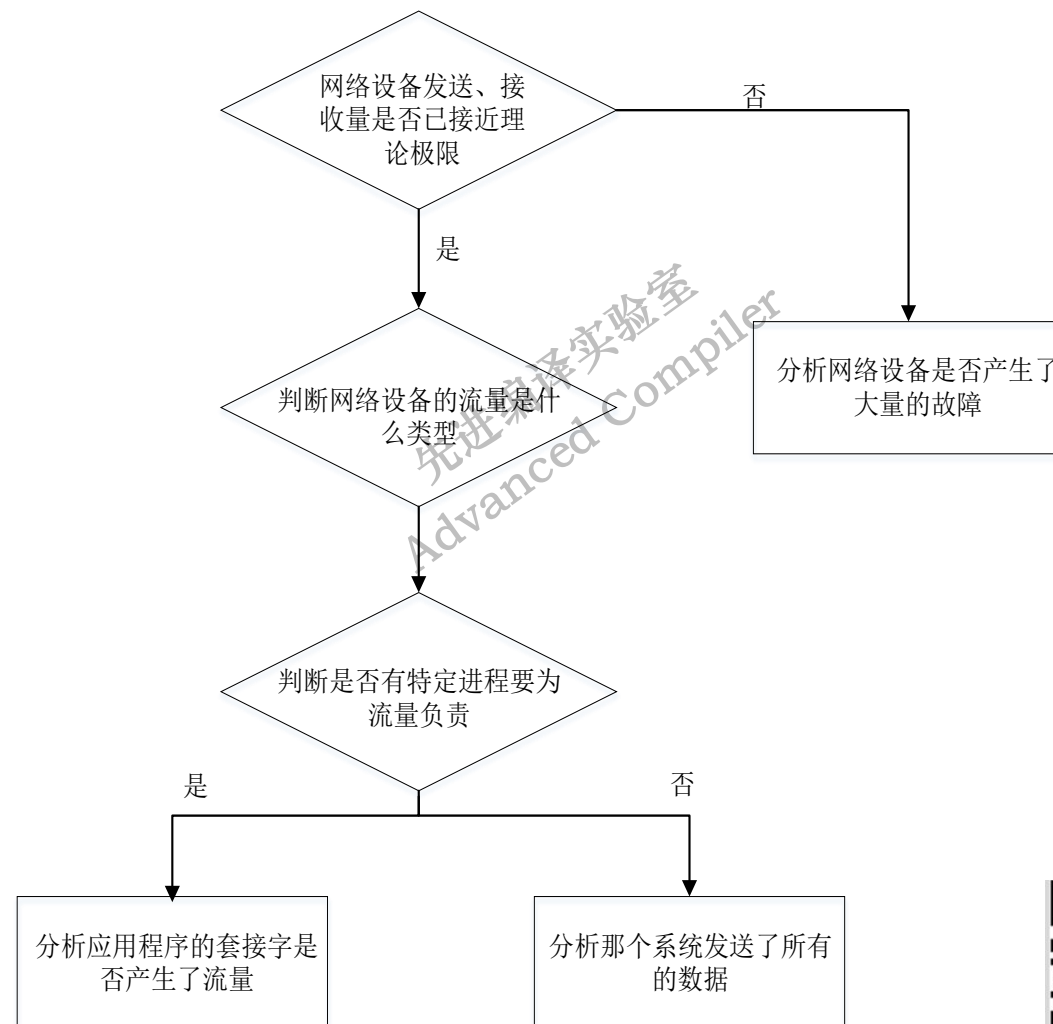 网络设备发送、接
收量是否已接近理
论极限
否
是
判断网络设备的流量是什
么类型
分析网络设备是否产生了
大量的故障
先进编译实验室
Advanced Compiler
判断是否有特定进程要为
流量负责
是
否
分析应用程序的套接字是
否产生了流量
分析那个系统发送了所有
的数据